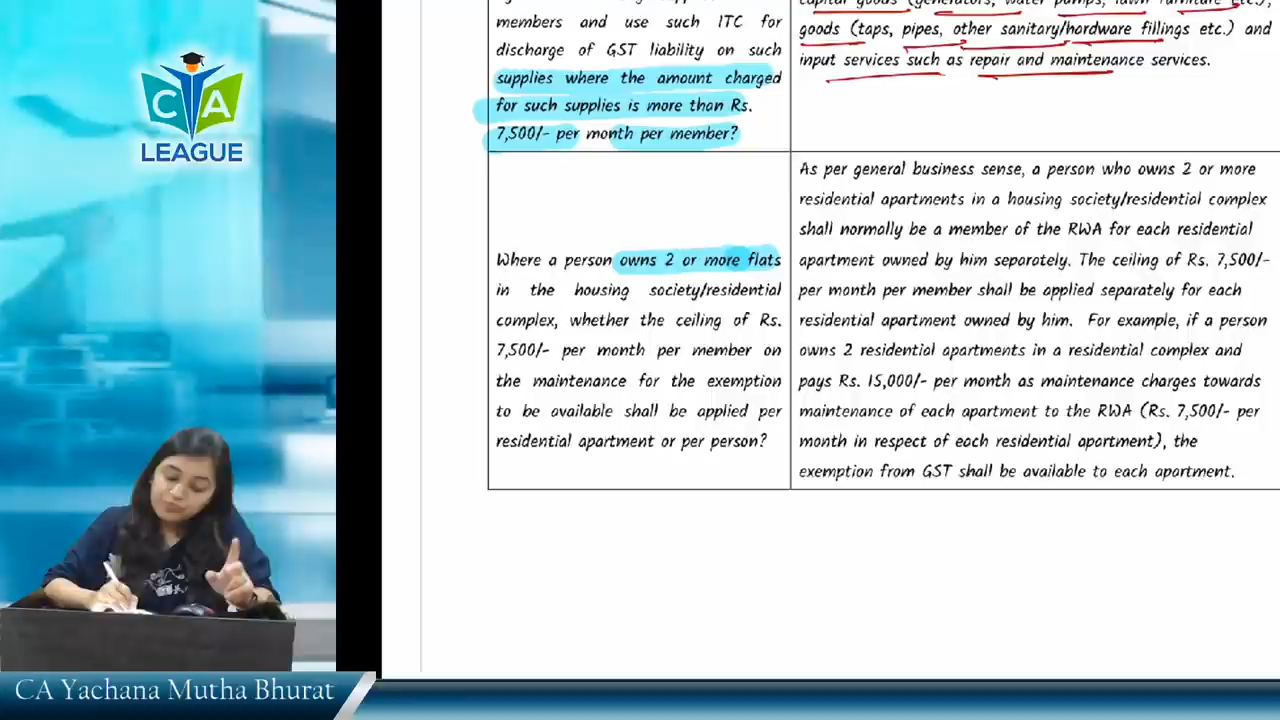 CA
LEAGUE
members and use such ITC for
discharge of GST liability on such
supplies where the amount charged
for such supplies is more than Rs.
7,500/- per month per member?
capital goods (generators, water pumps, lawn furniture etc.),
goods (taps, pipes, other sanitary/hardware fillings etc.) and
input services such as repair and maintenance services.
Where a person owns 2 or more flats
in the housing society/residential
complex, whether the ceiling of Rs.
7,500/- per month per member on
the maintenance for the exemption
to be available shall be applied per
residential apartment or per person?
As per general business sense, a person who owns 2 or more
residential apartments in a housing society/residential complex
shall normally be a member of the RWA for each residential
apartment owned by him separately. The ceiling of Rs. 7,500/-
per month per member shall be applied separately for each
residential apartment owned by him. For example, if a person
owns 2 residential apartments in a residential complex and
pays Rs. 15,000/- per month as maintenance charges towards
maintenance of each apartment to the RWA (Rs. 7,500/- per
month in respect of each residential apartment), the
exemption from GST shall be available to each apartment.
CA Yachana Mutha Bhurat